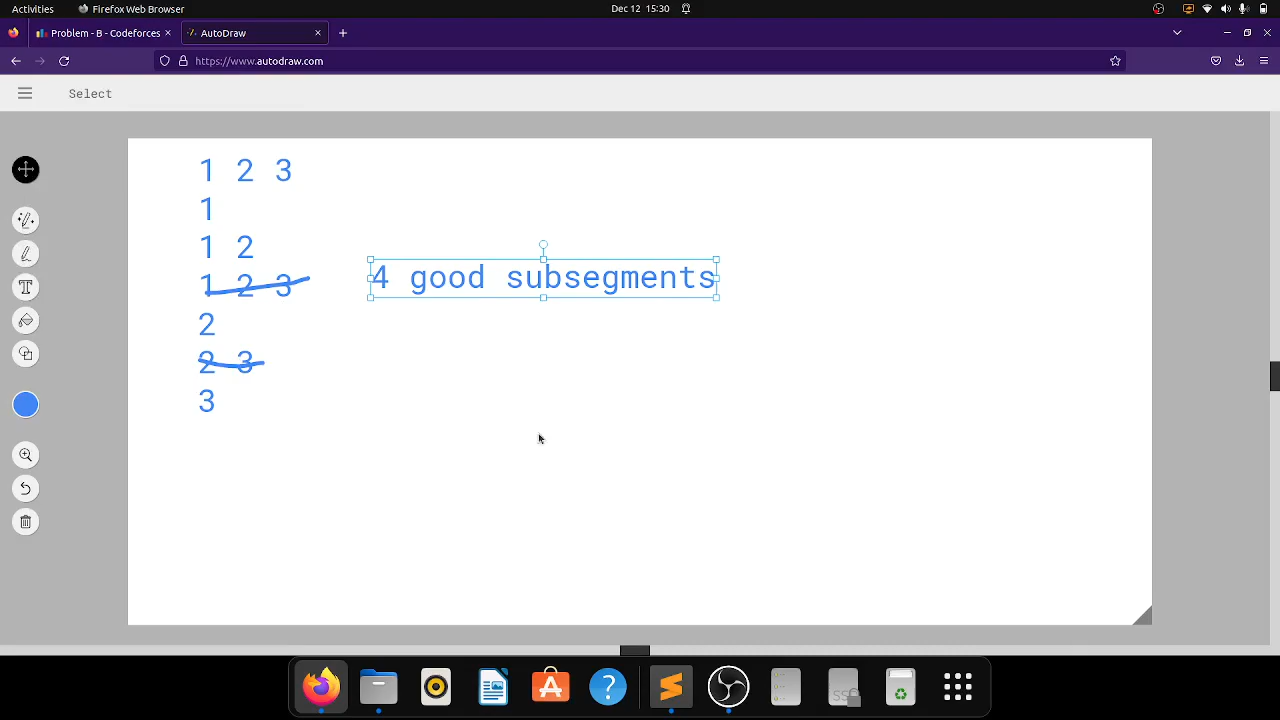 Activities
Firefox Web Browser
Dec 12 15:30
Problem - B - Codeforces
AutoDraw
https://www.autodraw.com
Select
1 2 3
1
1 2
1 2 3
4 good subsegments
2
2 3
3